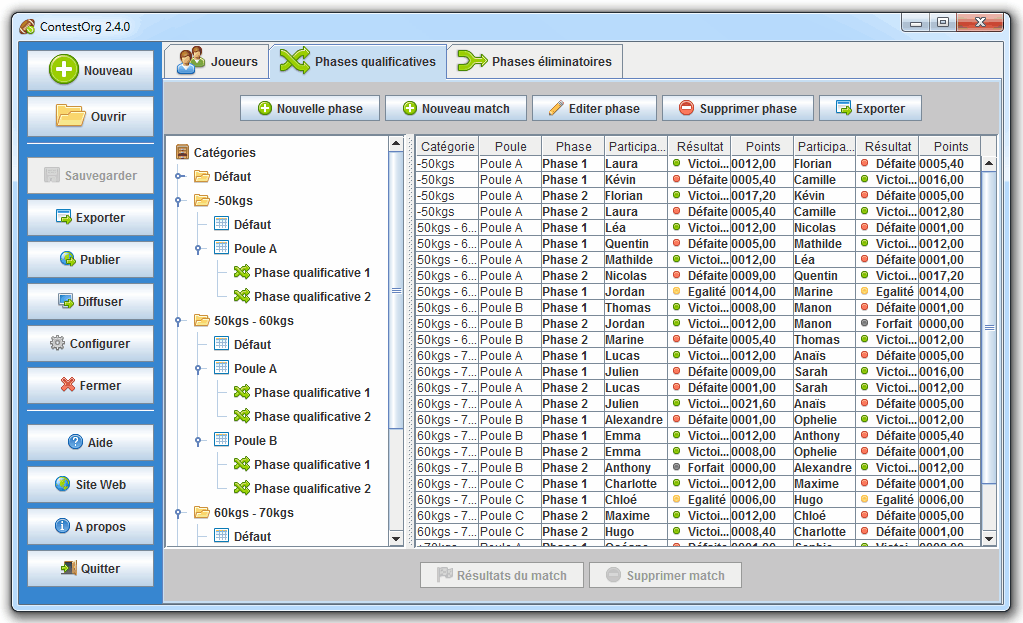 ContestOrg 2.4.0
Nouveau
Ouvrir
Sauvegarder
Exporter
Publier
Diffuser
Configurer
Fermer
Aide
Site Web
A propos
Quitter
Joueurs Phases qualificatives Phases éliminatoires
Nouvelle phase Nouveau match Editer phase Supprimer phase Exporter
Catégories
Défaut
-50kgs
Défaut
Poule A
Phase qualificative 1
Phase qualificative 2
50kgs - 60kgs
Défaut
Poule A
Phase qualificative 1
Phase qualificative 2
Poule B
Phase qualificative 1
Phase qualificative 2
60kgs - 70kgs
Défaut
Catégorie Poule Phase Participa... Résultat Points Participa... Résultat Points
-50kgs Poule A Phase 1 Laura Victoi... 0012,00 Florian Défaite 0005,40
-50kgs Poule A Phase 1 Kévin Défaite 0005,40 Camille Victoi... 0016,00
-50kgs Poule A Phase 2 Florian Victoi... 0017,20 Kévin Défaite 0005,00
-50kgs Poule A Phase 2 Laura Défaite 0005,40 Camille Victoi... 0012,80
50kgs - 6... Poule A Phase 1 Léa Victoi... 0012,00 Nicolas Défaite 0001,00
50kgs - 6... Poule A Phase 1 Quentin Défaite 0005,00 Mathilde Victoi... 0012,00
50kgs - 6... Poule A Phase 2 Mathilde Victoi... 0012,00 Léa Défaite 0001,00
50kgs - 6... Poule A Phase 2 Nicolas Défaite 0009,00 Quentin Victoi... 0017,20
50kgs - 6... Poule B Phase 1 Jordan Egalité 0014,00 Marine Egalité 0014,00
50kgs - 6... Poule B Phase 1 Thomas Victoi... 0008,00 Manon Défaite 0001,00
50kgs - 6... Poule B Phase 2 Jordan Victoi... 0012,00 Manon Forfait 0000,00
50kgs - 6... Poule B Phase 2 Marine Défaite 0005,40 Thomas Victoi... 0012,00
60kgs - 7... Poule A Phase 1 Lucas Victoi... 0012,00 Anaïs Défaite 0005,00
60kgs - 7... Poule A Phase 1 Julien Défaite 0009,00 Sarah Victoi... 0016,00
60kgs - 7... Poule A Phase 2 Lucas Défaite 0001,00 Sarah Victoi... 0012,00
60kgs - 7... Poule A Phase 2 Julien Victoi... 0021,60 Anaïs Défaite 0005,00
60kgs - 7... Poule B Phase 1 Alexandre Défaite 0001,00 Ophelie Victoi... 0012,00
60kgs - 7... Poule B Phase 1 Emma Victoi... 0012,00 Anthony Défaite 0005,40
60kgs - 7... Poule B Phase 2 Emma Victoi... 0008,00 Ophelie Défaite 0001,00
60kgs - 7... Poule B Phase 2 Anthony Forfait 0000,00 Alexandre Victoi... 0012,00
60kgs - 7... Poule C Phase 1 Charlotte Victoi... 0012,00 Maxime Défaite 0001,00
60kgs - 7... Poule C Phase 1 Chloé Egalité 0006,00 Hugo Egalité 0006,00
60kgs - 7... Poule C Phase 2 Maxime Victoi... 0012,00 Chloé Défaite 0005,00
60kgs - 7... Poule C Phase 2 Hugo Victoi... 0008,40 Charlotte Défaite 0001,00
Résultats du match Supprimer match